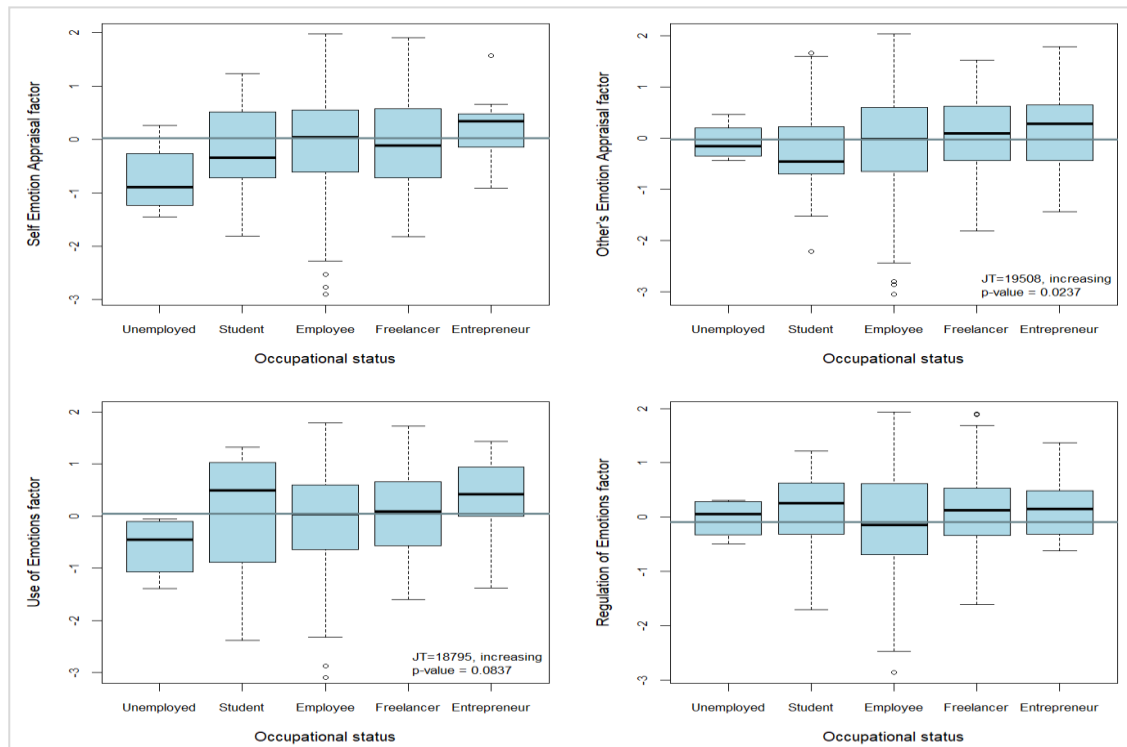 Self Emotion Appraisal factor
2
1
0
-1
-2
-3
Unemployed Student Employee Freelancer Entrepreneur
Occupational status
Other's Emotion Appraisal factor
2
1
0
-1
-2
-3
JT=19508, increasing
p-value = 0.0237
Unemployed Student Employee Freelancer Entrepreneur
Occupational status
Use of Emotions factor
2
1
0
-1
-2
-3
JT=18795, increasing
p-value = 0.0837
Unemployed Student Employee Freelancer Entrepreneur
Occupational status
Regulation of Emotions factor
2
1
0
-1
-2
-3
Unemployed Student Employee Freelancer Entrepreneur
Occupational status